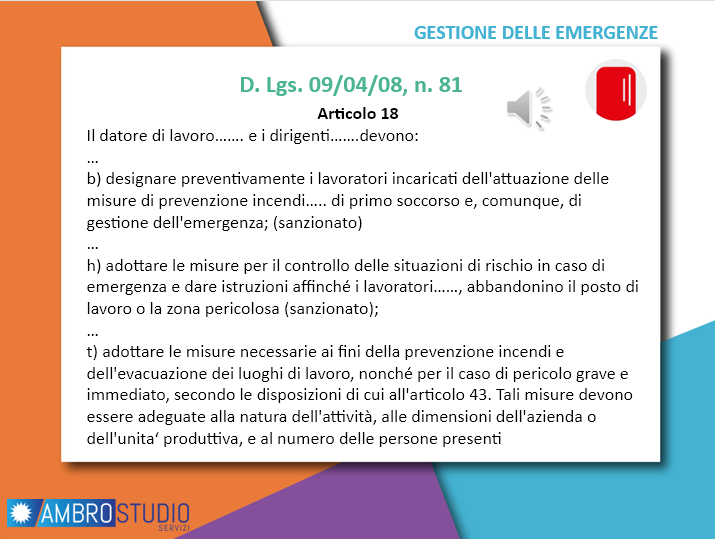 GESTIONE DELLE EMERGENZE
D. Lgs. 09/04/08, n. 81
Articolo 18
Il datore di lavoro……. e i dirigenti…….devono:
…
b) designare preventivamente i lavoratori incaricati dell'attuazione delle
misure di prevenzione incendi….. di primo soccorso e, comunque, di
gestione dell'emergenza; (sanzionato)
…
h) adottare le misure per il controllo delle situazioni di rischio in caso di
emergenza e dare istruzioni affinché i lavoratori……, abbandonino il posto di
lavoro o la zona pericolosa (sanzionato);
…
t) adottare le misure necessarie ai fini della prevenzione incendi e
dell'evacuazione dei luoghi di lavoro, nonché per il caso di pericolo grave e
immediato, secondo le disposizioni di cui all'articolo 43. Tali misure devono
essere adeguate alla natura dell'attività, alle dimensioni dell'azienda o
dell'unita‘ produttiva, e al numero delle persone presenti
AMBROSTUDIO
SERVIZI